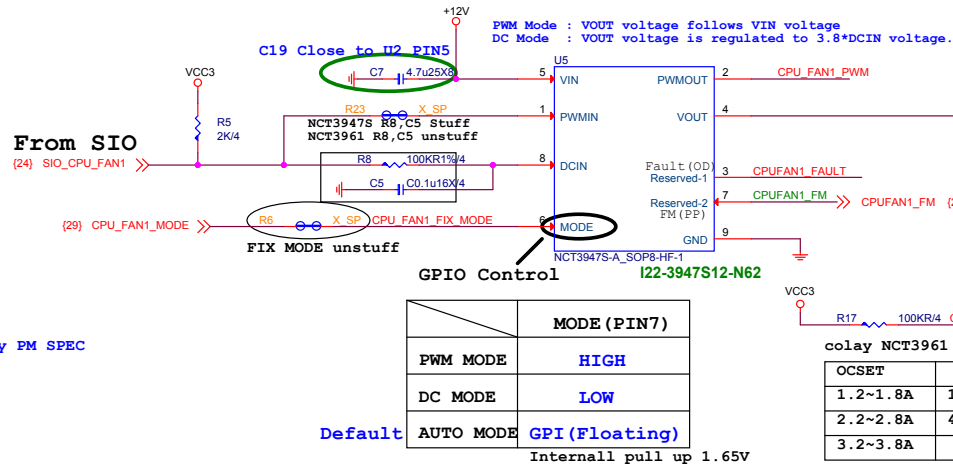 +12V
PWM Mode : VOUT voltage follows VIN voltage
DC Mode : VOUT voltage is regulated to 3.8*DCIN voltage.
C19 Close to U2 PIN5
U5
VCC3
C7 4.7u25X8
5 VIN PWMOUT 2 CPU_FAN1_PWM
R23 X_SP
1 PWMIN VOUT 4
NCT3947S R8,C5 Stuff
NCT3961 R8,C5 unstuff
R5
2K/4
From SIO
{24} SIO_CPU_FAN1
R8 100KR1%/4
8 DCIN
Fault(OD)
Reserved-1 3 CPUFAN1_FAULT
C5 C0.1u16X/4
Reserved-2 7 CPUFAN1_FM CPUFAN1_FM
FM(PP)
{29} CPU_FAN1_MODE
R6 X_SP CPU_FAN1_FIX_MODE
6 MODE
GND 9
FIX MODE unstuff
NCT3947S-A_SOP8-HF-1
I22-3947S12-N62
GPIO Control
VCC3
R17 100KR/4
MODE(PIN7)
PWM MODE HIGH
DC MODE LOW
Default AUTO MODE GPI(Floating)
Internall pull up 1.65V
PM SPEC
colay NCT3961
OCSET
1.2~1.8A 1
2.2~2.8A 4
3.2~3.8A